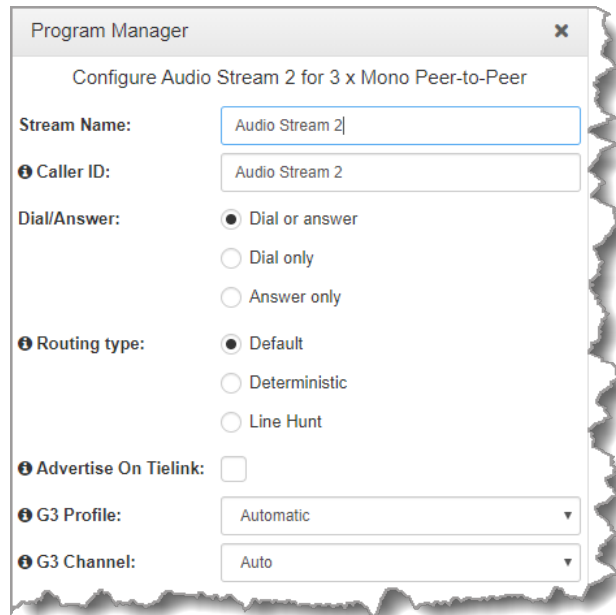 Program Manager ×
Configure Audio Stream 2 for 3 x Mono Peer-to-Peer
Stream Name: Audio Stream 2
Caller ID: Audio Stream 2
Dial/Answer: Dial or answer
Dial only
Answer only
Routing type: Default
Deterministic
Line Hunt
Advertise On Tielink:
G3 Profile: Automatic
G3 Channel: Auto